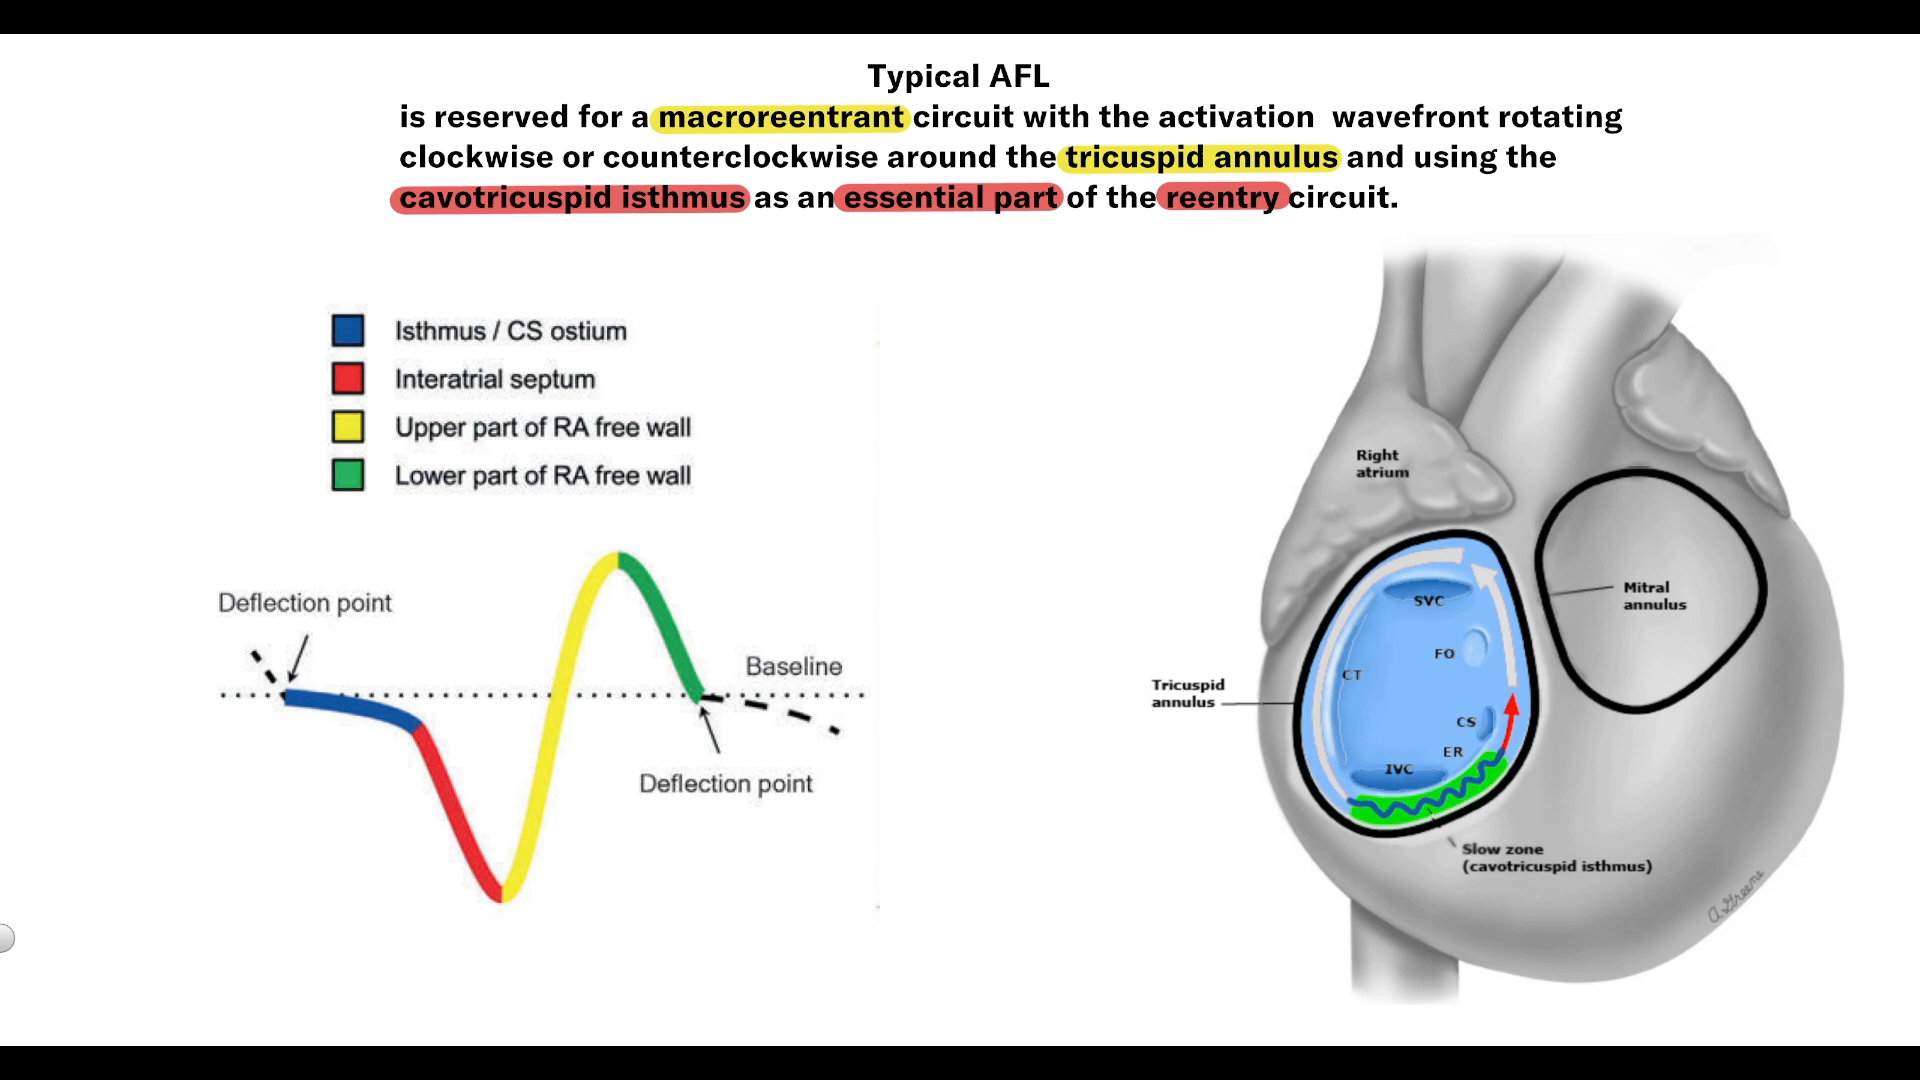 Typical AFL
is reserved for a macroreentrant circuit with the activation wavefront rotating
clockwise or counterclockwise around the tricuspid annulus and using the
cavotricuspid isthmus as an essential part of the reentry circuit.
Isthmus / CS ostium
Interatrial septum
Upper part of RA free wall
Lower part of RA free wall
Deflection point
Baseline
Deflection point
Right
atrium
SVC
Mitral
annulus
FO
CT
Tricuspid
annulus
CS
ER
IVC
Slow zone
(cavotricuspid isthmus)
A.Greene